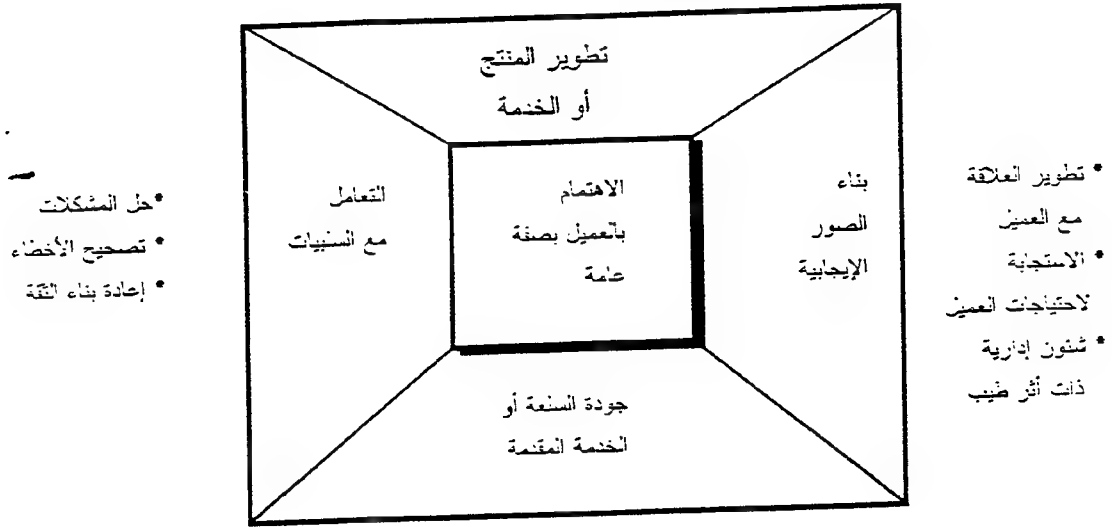 تطوير المنتج
أو الخدمة
* تطوير العلاقة
مع العميل
* الاستجابة
لاحتياجات العميل
* شئون إدارية
ذات أثر طيب
بناء
الصور
الإيجابية
الاهتمام
بالعميل بصفة
عامة
التعامل
مع السلبيات
*حل المشكلات
* تصحيح الأخطاء
* إعادة بناء الثقة
جودة السلعة أو
الخدمة المقدمة